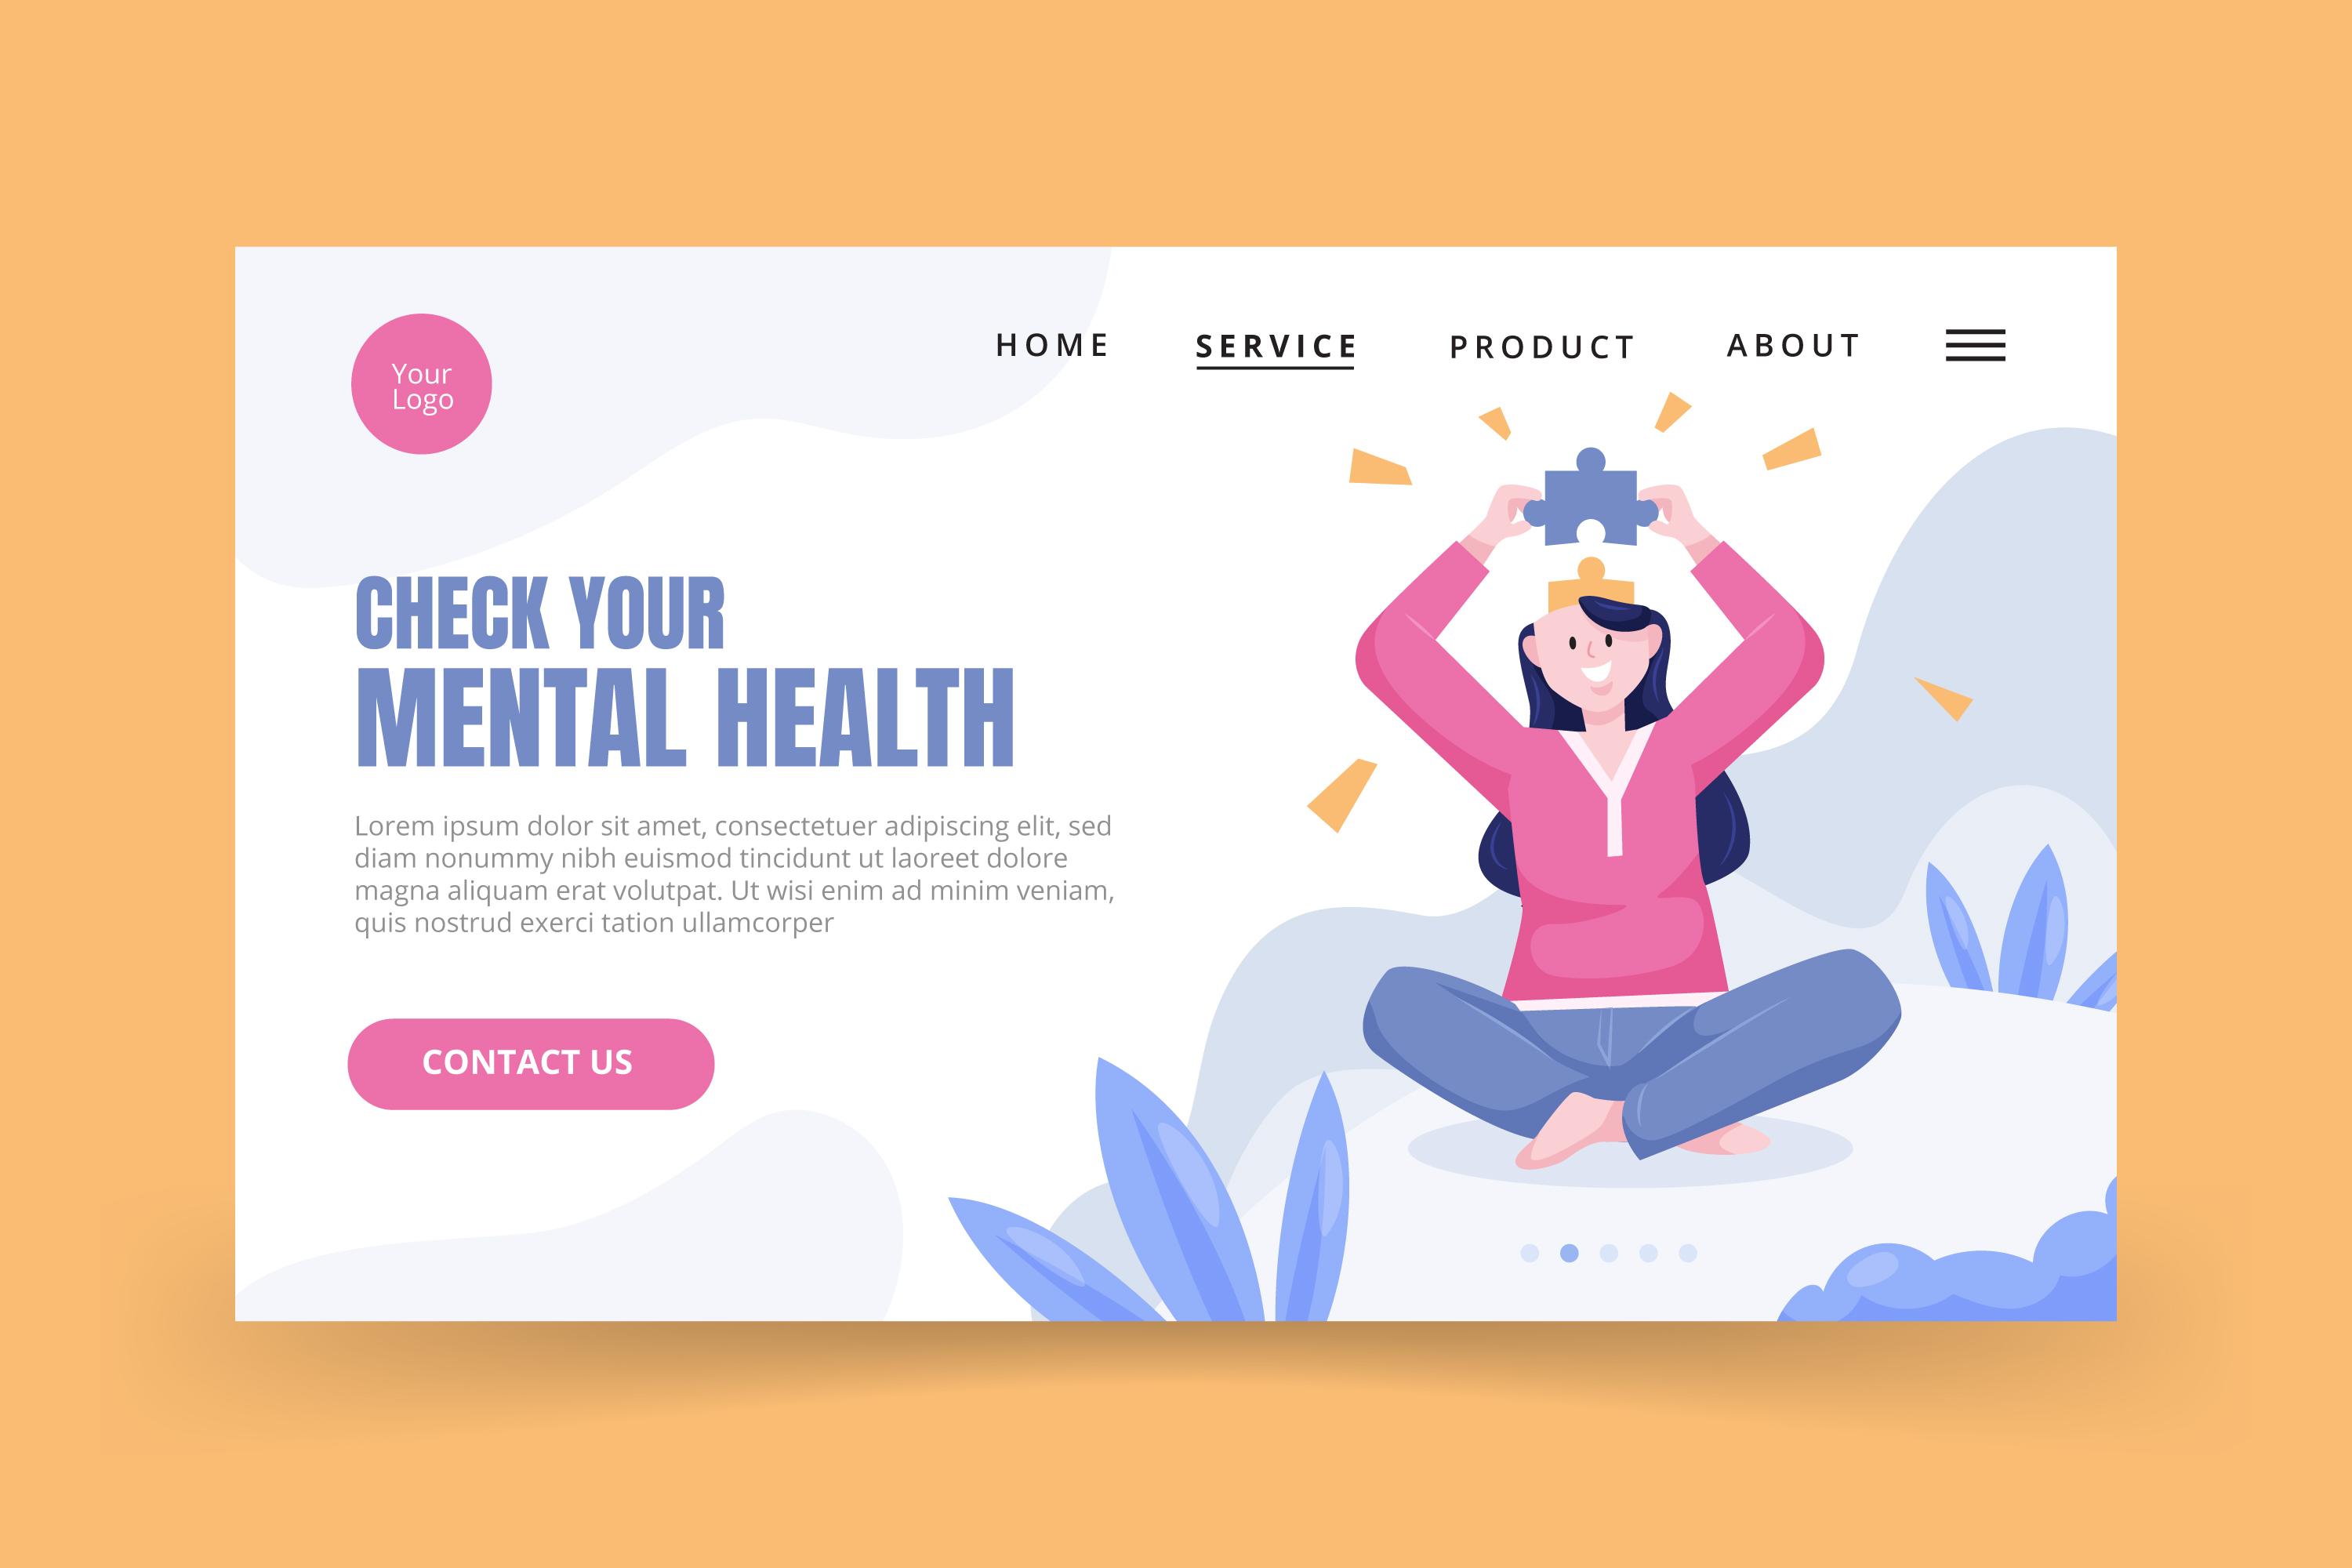 Your
Logo
HOME SERVICE PRODUCT ABOUT
CHECK YOUR
MENTAL HEALTH
Lorem ipsum dolor sit amet, consectetuer adipiscing elit, sed
diam nonummy nibh euismod tincidunt ut laoreet dolore
magna aliquam erat volutpat. Ut wisi enim ad minim veniam,
quis nostrud exerci tation ullamcorper
CONTACT US